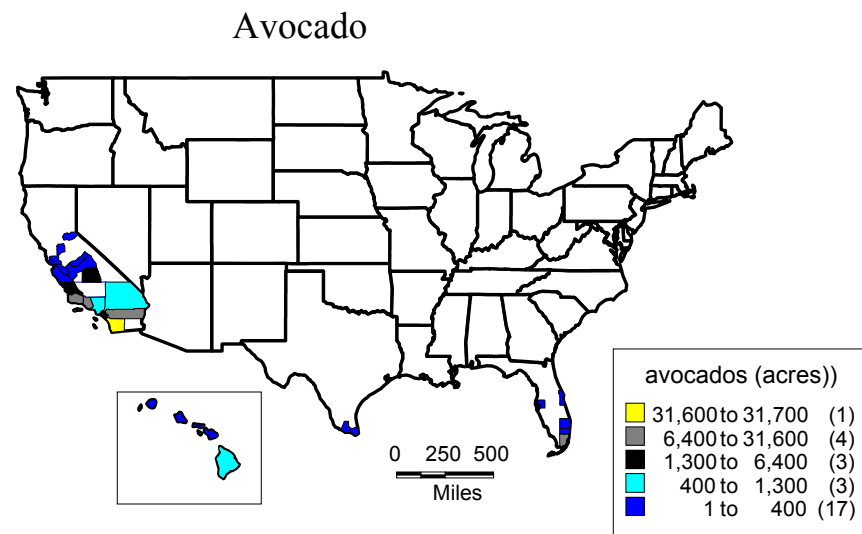 Avocado
avocados (acres))
31,600 to 31,700 (1)
6,400 to 31,600 (4)
1,300 to 6,400 (3)
400 to 1,300 (3)
1 to 400 (17)
0 250 500
Miles